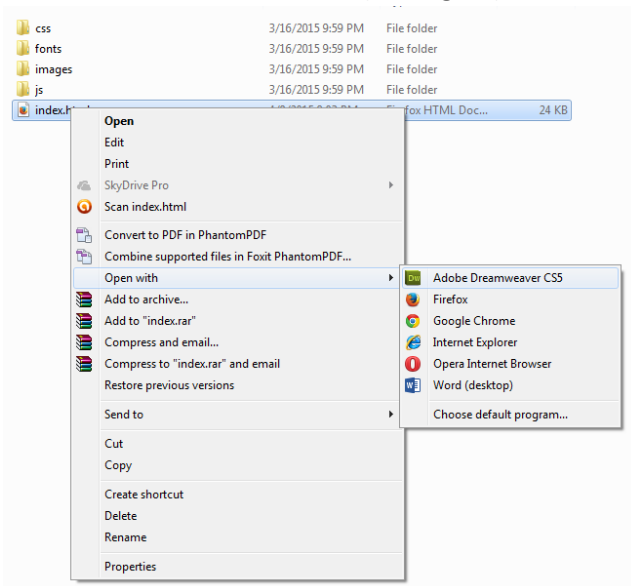 css 3/16/2015 9:59 PM File folder
fonts 3/16/2015 9:59 PM File folder
images 3/16/2015 9:59 PM File folder
js 3/16/2015 9:59 PM File folder
index.html HTML Doc... 24 KB
Open
Edit
Print
SkyDrive Pro
Scan index.html
Convert to PDF in PhantomPDF
Combine supported files in Foxit PhantomPDF...
Open with
Add to archive...
Add to "index.rar"
Compress and email...
Compress to "index.rar" and email
Restore previous versions
Send to
Cut
Copy
Create shortcut
Delete
Rename
Properties
Dw Adobe Dreamweaver CS5
Firefox
Google Chrome
Internet Explorer
Opera Internet Browser
Word (desktop)
Choose default program...